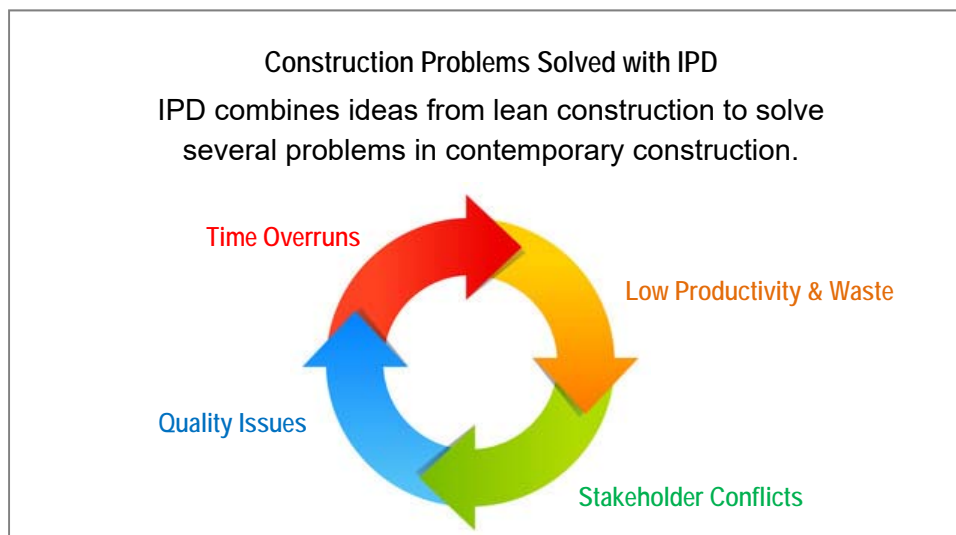 Construction Problems Solved with IPD
IPD combines ideas from lean construction to solve
several problems in contemporary construction.
Time Overruns
Low Productivity & Waste
Quality Issues
Stakeholder Conflicts